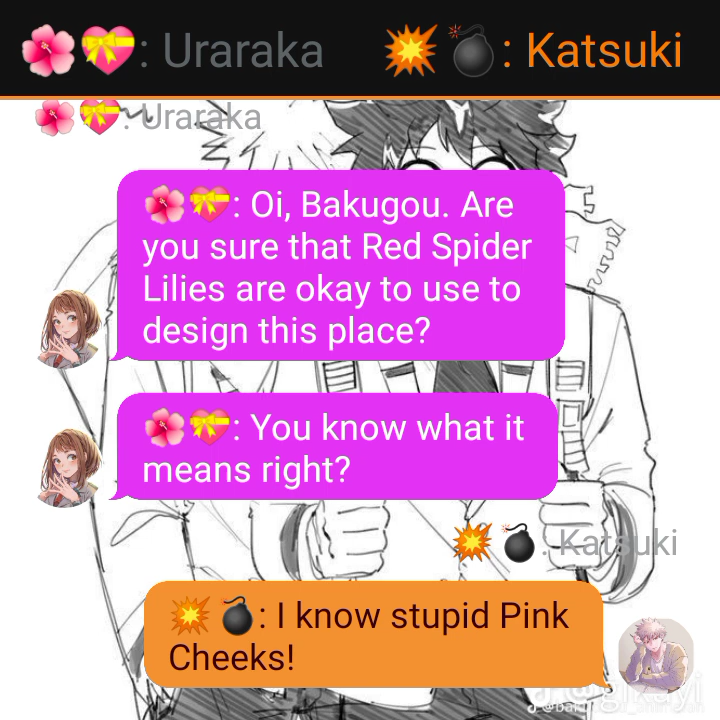 🌺💝: Uraraka 💥💣: Katsuki
🌺💝: Uraraka
🌺💝: Oi, Bakugou. Are
you sure that Red Spider
Lilies are okay to use to
design this place?
🌺💝: You know what it
means right?
💥💣: Katsuki
💥💣: I know stupid Pink
Cheeks!